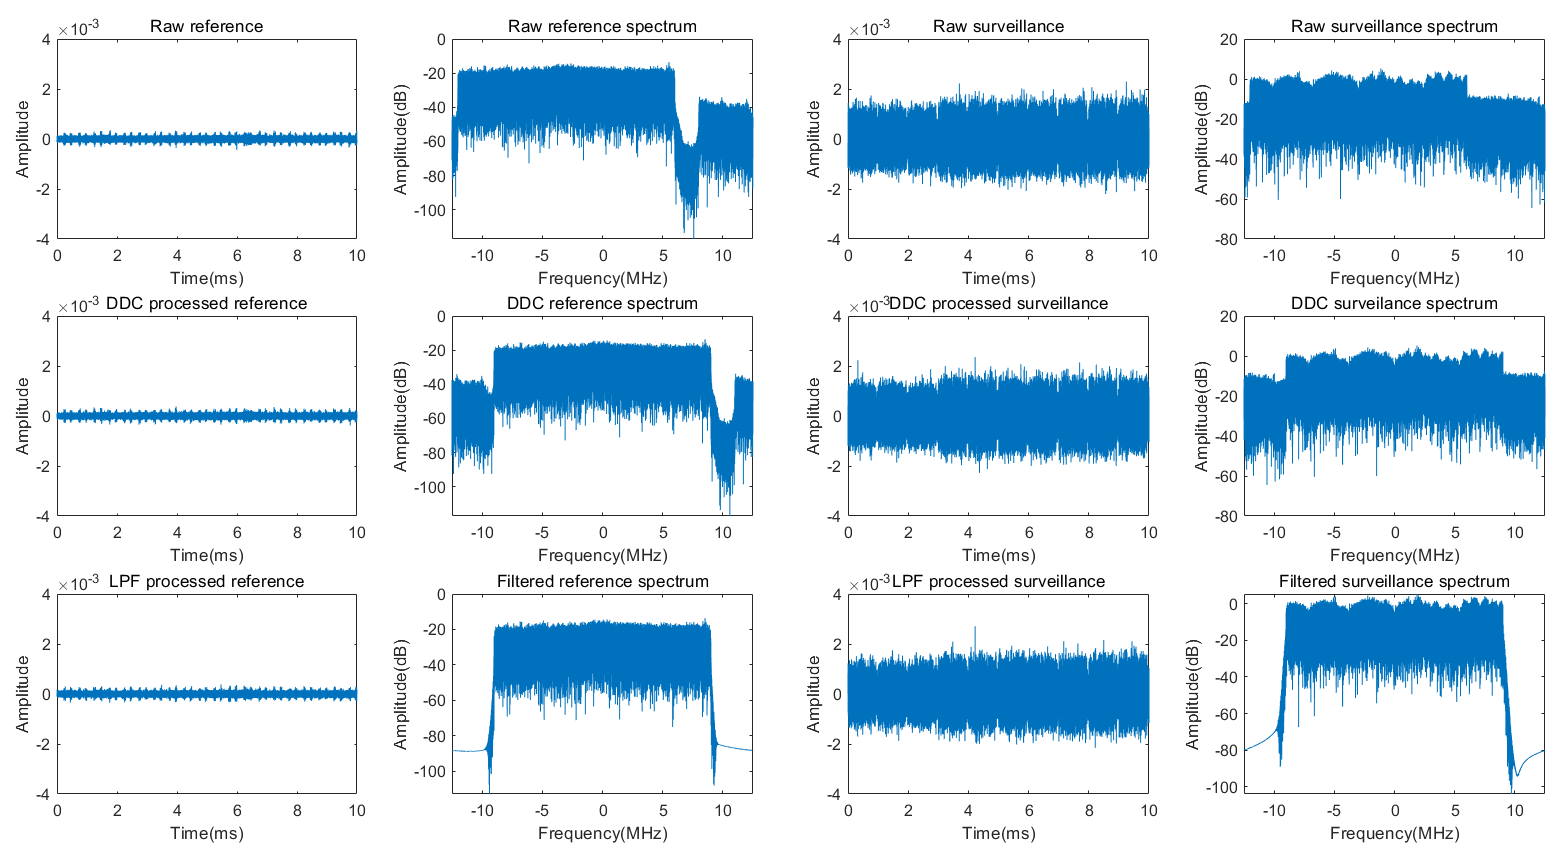 Raw reference
×10-3
4
2
0
-2
-4
Amplitude
0 2 4 6 8 10
Time(ms)
Raw reference spectrum
0
-20
-40
-60
-80
-100
Amplitude(dB)
-10 -5 0 5 10
Frequency(MHz)
Raw surveillance
×10-3
4
2
0
-2
-4
Amplitude
0 2 4 6 8 10
Time(ms)
Raw surveillance spectrum
20
0
-20
-40
-60
-80
Amplitude(dB)
-10 -5 0 5 10
Frequency(MHz)
DDC processed reference
×10-3
4
2
0
-2
-4
Amplitude
0 2 4 6 8 10
Time(ms)
DDC reference spectrum
0
-20
-40
-60
-80
-100
Amplitude(dB)
-10 -5 0 5 10
Frequency(MHz)
DDC processed surveillance
×10-3
4
2
0
-2
-4
Amplitude
0 2 4 6 8 10
Time(ms)
DDC surveilance spectrum
20
0
-20
-40
-60
-80
Amplitude(dB)
-10 -5 0 5 10
Frequency(MHz)
LPF processed reference
×10-3
4
2
0
-2
-4
Amplitude
0 2 4 6 8 10
Time(ms)
Filtered reference spectrum
0
-20
-40
-60
-80
-100
Amplitude(dB)
-10 -5 0 5 10
Frequency(MHz)
LPF processed surveillance
×10-3
4
2
0
-2
-4
Amplitude
0 2 4 6 8 10
Time(ms)
Filtered surveillance spectrum
0
-20
-40
-60
-80
-100
Amplitude(dB)
-10 -5 0 5 10
Frequency(MHz)